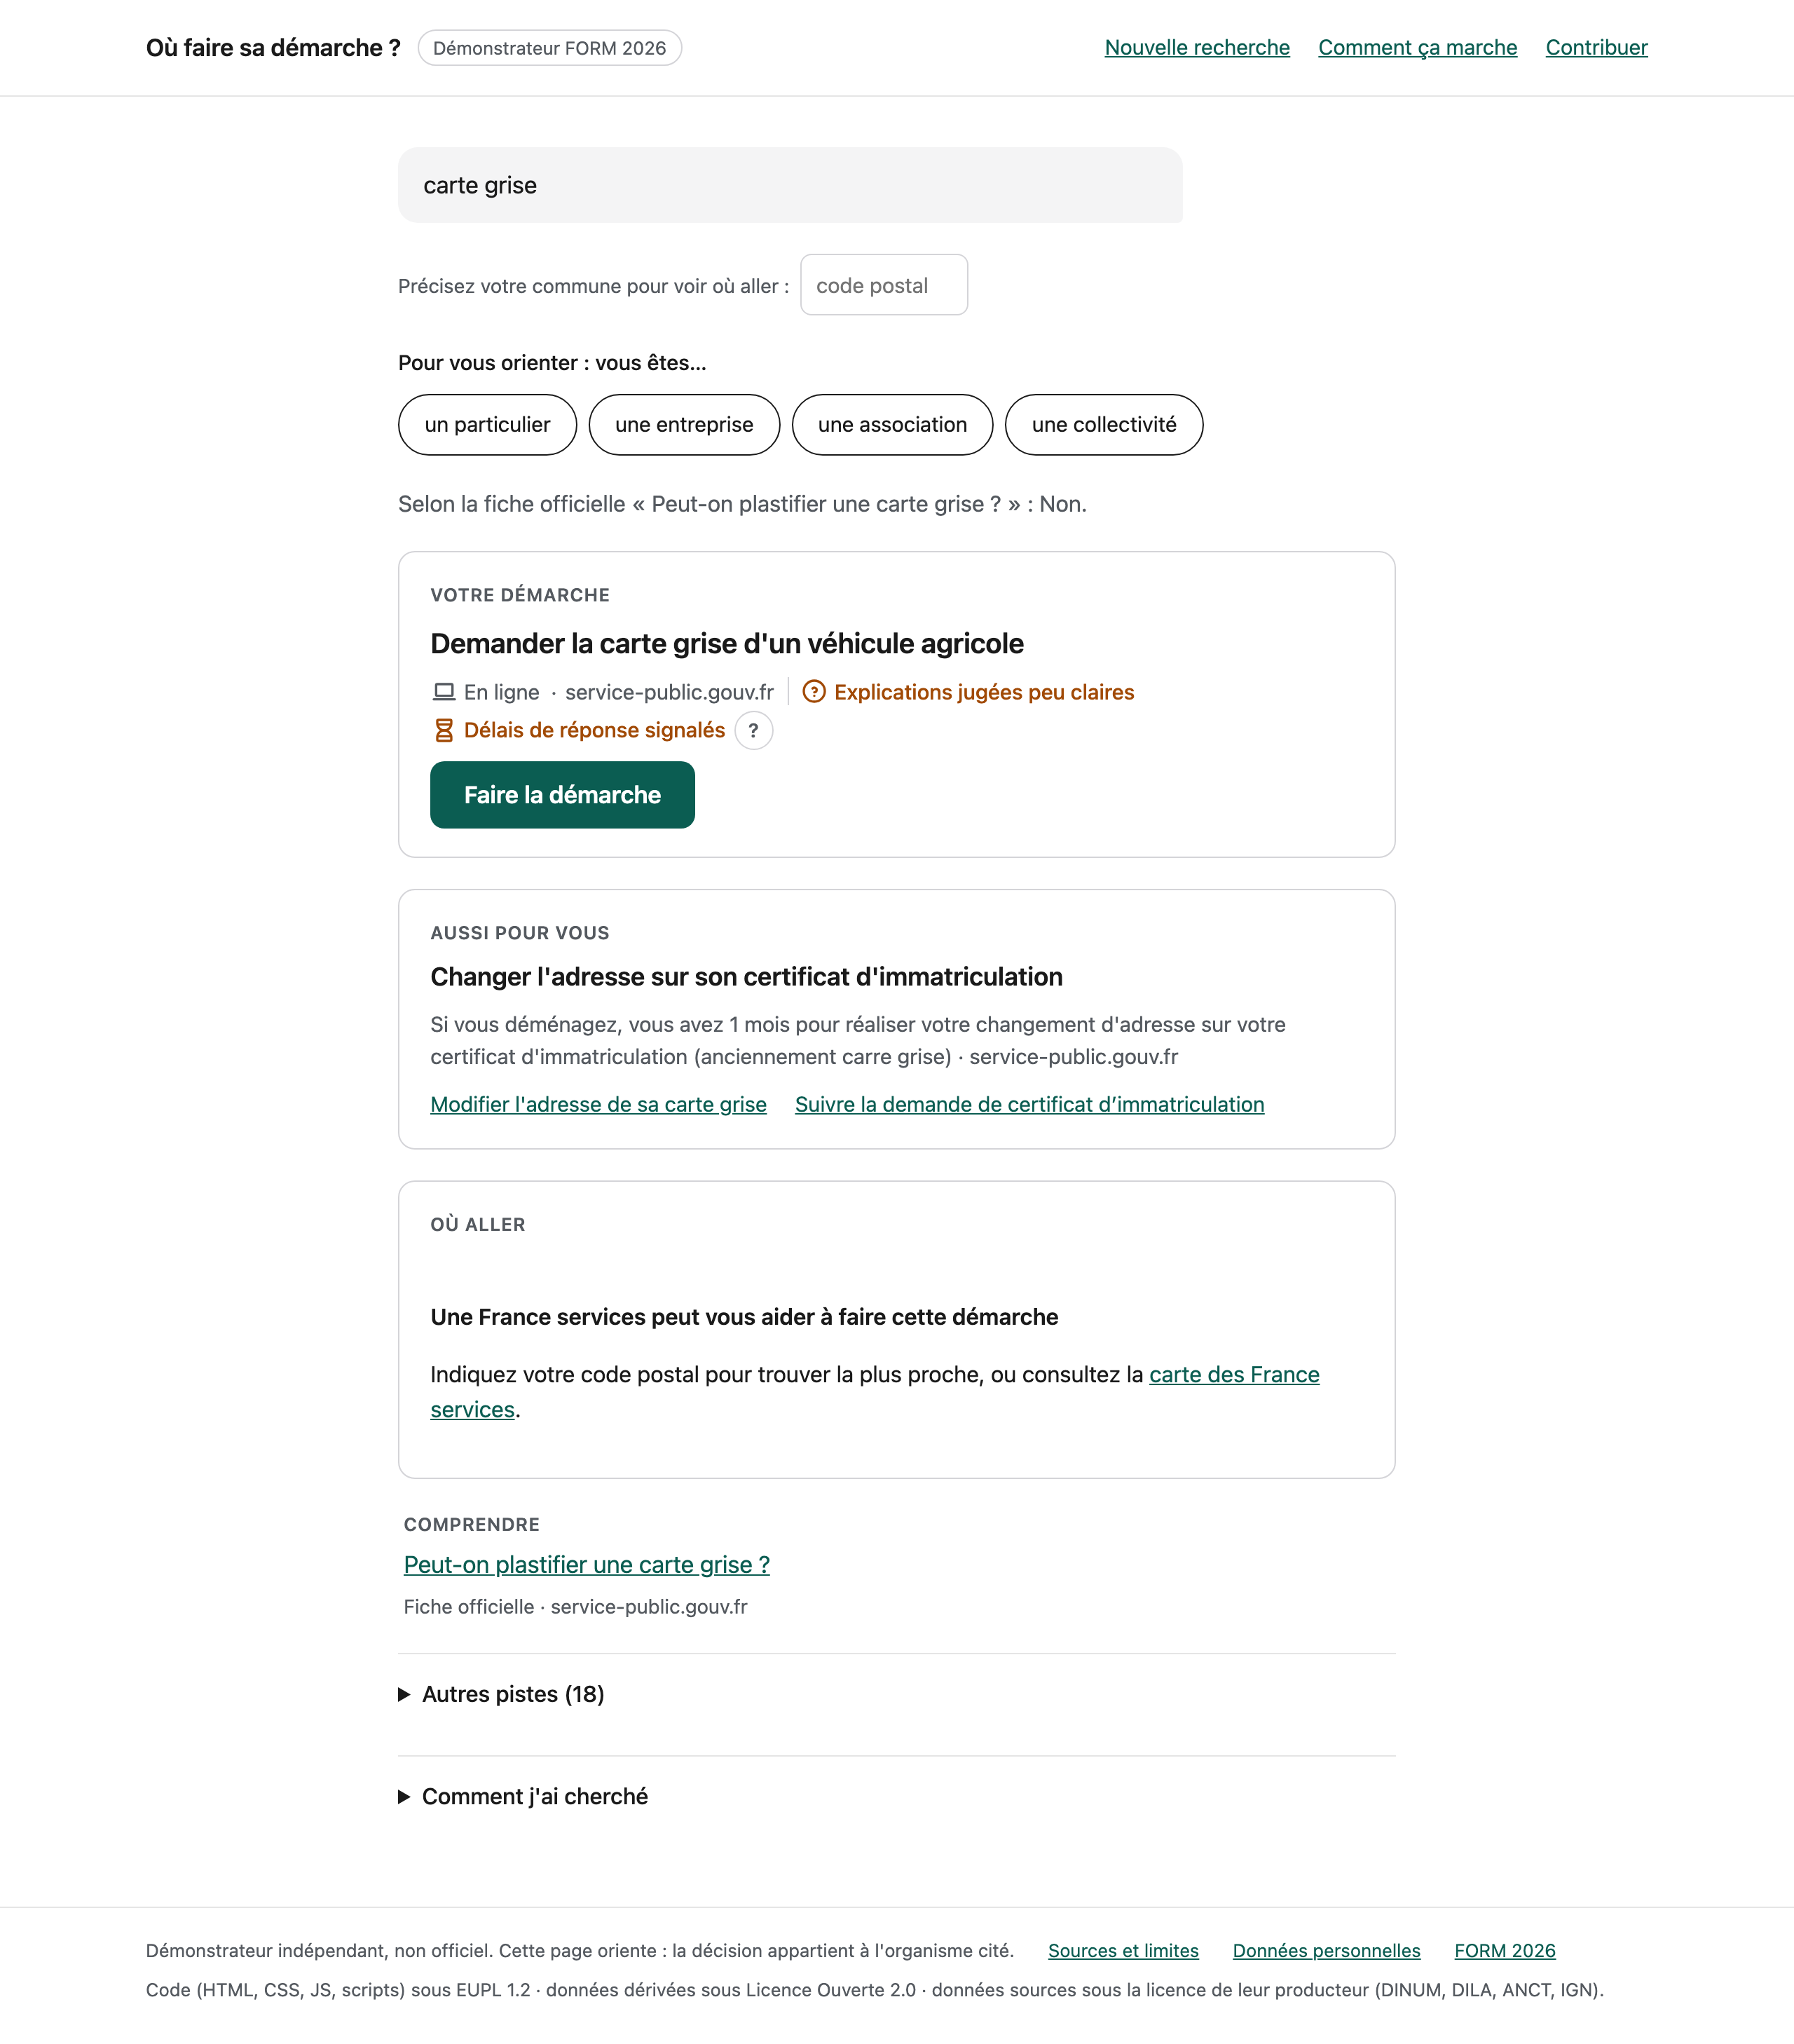 Où faire sa démarche ?
Démonstrateur FORM 2026
Nouvelle recherche
Comment ça marche
Contribuer
carte grise
Précisez votre commune pour voir où aller :
code postal
Pour vous orienter : vous êtes...
un particulier
une entreprise
une association
une collectivité
Selon la fiche officielle « Peut-on plastifier une carte grise ? » : Non.
VOTRE DÉMARCHE
Demander la carte grise d'un véhicule agricole
En ligne · service-public.gouv.fr
Explications jugées peu claires
Délais de réponse signalés
?
Faire la démarche
AUSSI POUR VOUS
Changer l'adresse sur son certificat d'immatriculation
Si vous déménagez, vous avez 1 mois pour réaliser votre changement d'adresse sur votre
certificat d'immatriculation (anciennement carre grise) · service-public.gouv.fr
Modifier l'adresse de sa carte grise
Suivre la demande de certificat d’immatriculation
OÙ ALLER
Une France services peut vous aider à faire cette démarche
Indiquez votre code postal pour trouver la plus proche, ou consultez la carte des France
services.
COMPRENDRE
Peut-on plastifier une carte grise ?
Fiche officielle · service-public.gouv.fr
Autres pistes (18)
Comment j'ai cherché
Démonstrateur indépendant, non officiel. Cette page oriente : la décision appartient à l'organisme cité.
Sources et limites
Données personnelles
FORM 2026
Code (HTML, CSS, JS, scripts) sous EUPL 1.2 · données dérivées sous Licence Ouverte 2.0 · données sources sous la licence de leur producteur (DINUM, DILA, ANCT, IGN).